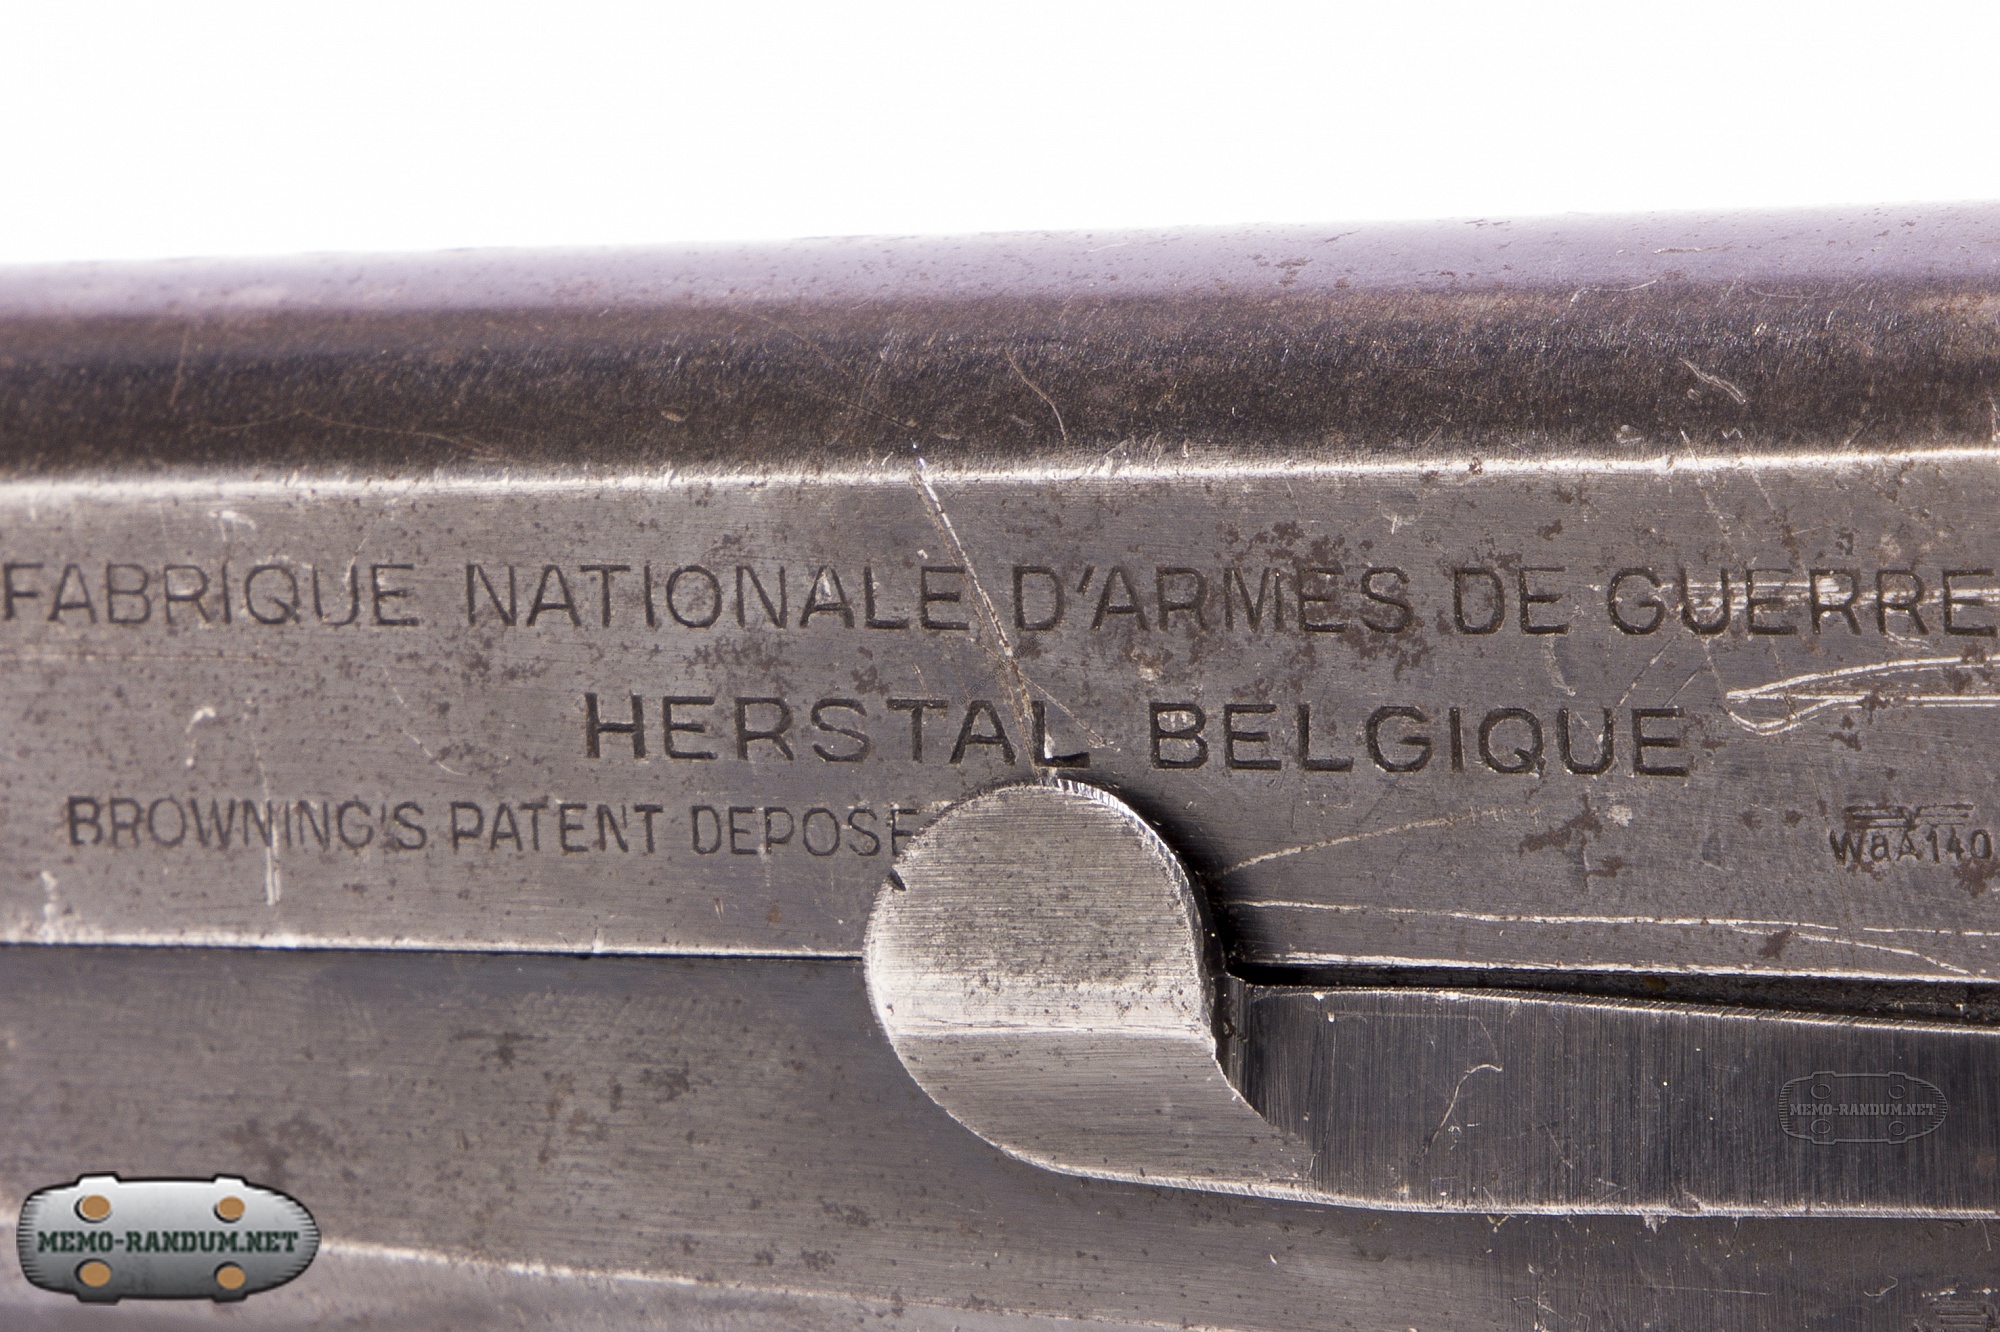 FABRIQUE NATIONALE D'ARMES DE GUERRE
HERSTAL BELGIQUE
BROWNING'S PATENT DEPOSE
WaA140
MEMO-RANDUM.NET
MEMO-RANDUM.NET